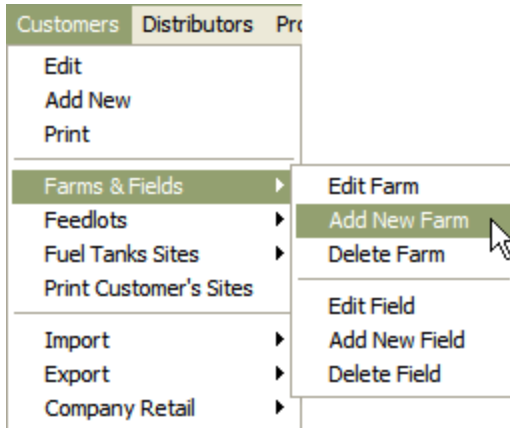 Customers Distributors Pro
Edit
Add New
Print
Farms & Fields
Feedlots
Fuel Tanks Sites
Print Customer's Sites
Import
Export
Company Retail
Edit Farm
Add New Farm
Delete Farm
Edit Field
Add New Field
Delete Field